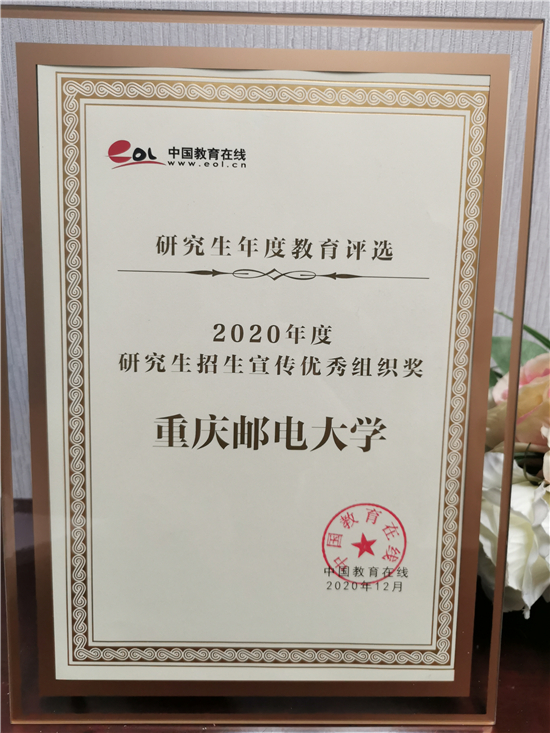 eoL 中国教育在线
www.eol.cn
研究生年度教育评选
2020年度
研究生招生宣传优秀组织奖
重庆邮电大学
中国教育在线
中国教育在线
2020年12月